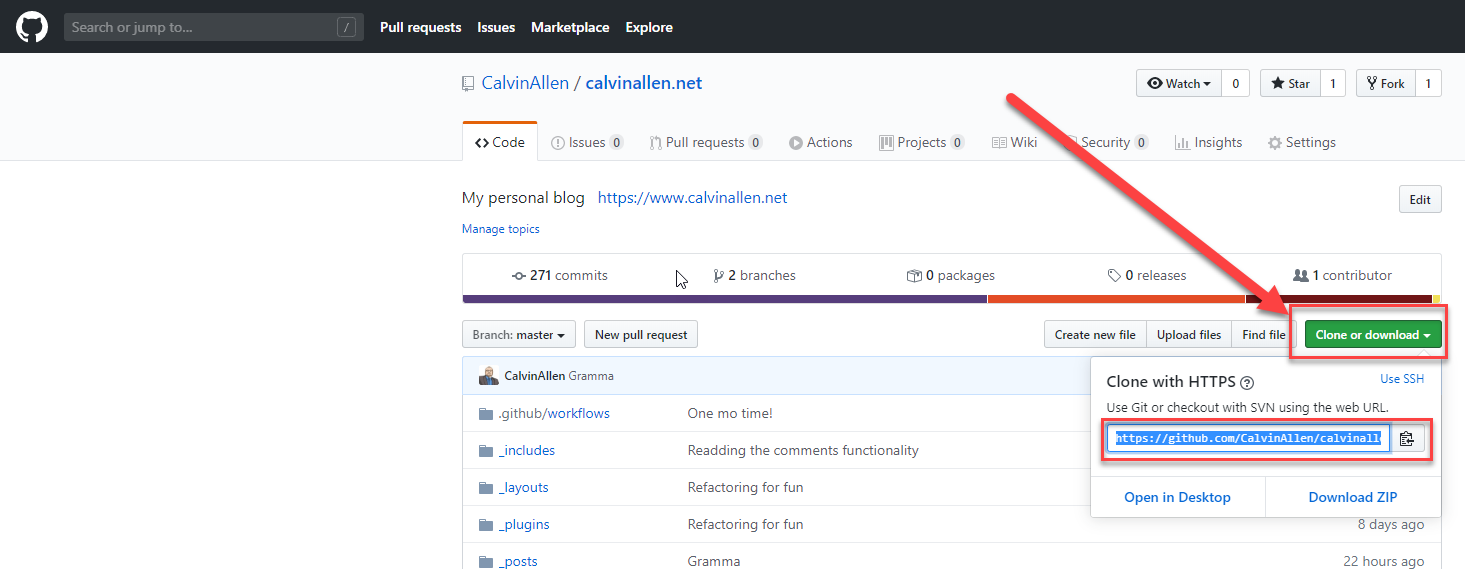 Search or jump to... / Pull requests Issues Marketplace Explore
CalvinAllen / calvinallen.net Watch 0 Star 1 Fork 1
Code Issues 0 Pull requests 0 Actions Projects 0 Wiki Security 0 Insights Settings
My personal blog https://www.calvinallen.net Edit
Manage topics
271 commits 2 branches 0 packages 0 releases 1 contributor
Branch: master New pull request Create new file Upload files Find file Clone or download
CalvinAllen Gramma
Clone with HTTPS ? Use SSH
Use Git or checkout with SVN using the web URL.
.github/workflows One mo time!
https://github.com/CalvinAllen/calvinall
_includes Readding the comments functionality
_layouts Refactoring for fun
Open in Desktop Download ZIP
_plugins Refactoring for fun 8 days ago
_posts Gramma 22 hours ago